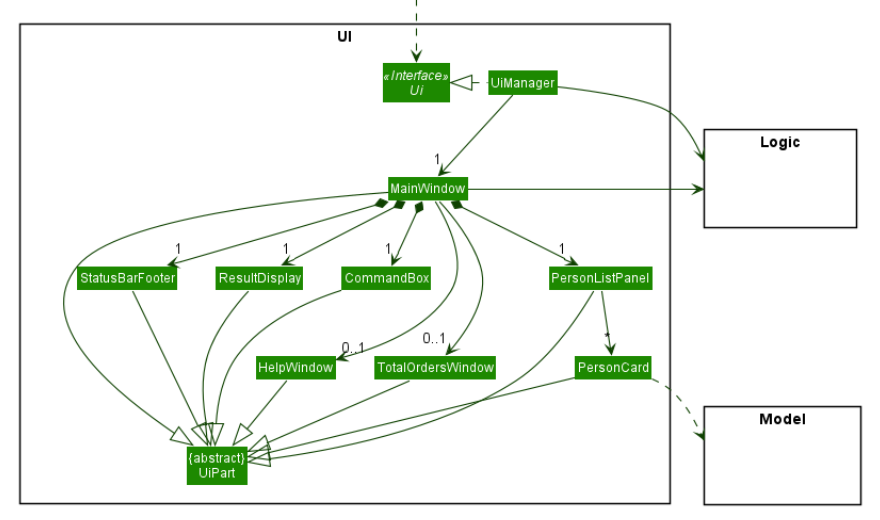 UI
«Interface»
Ui
UiManager
Logic
1
MainWindow
1
1
1
1
StatusBarFooter
ResultDisplay
CommandBox
PersonListPanel
0..1
0..1
*
HelpWindow
TotalOrdersWindow
PersonCard
Model
{abstract}
UiPart